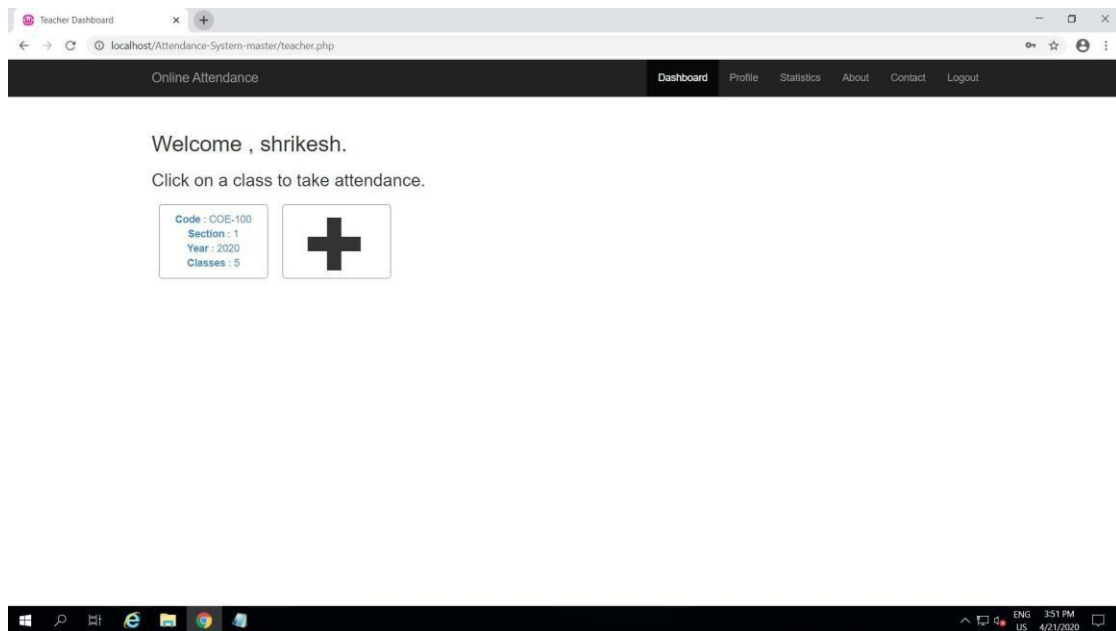 Teacher Dashboard
localhost/Attendance-System-master/teacher.php
Online Attendance Dashboard Profile Statistics About Contact Logout
Welcome , shrikesh.
Click on a class to take attendance.
Code : COE-100
Section : 1
Year : 2020
Classes : 5
ENG 3:51 PM
US 4/21/2020